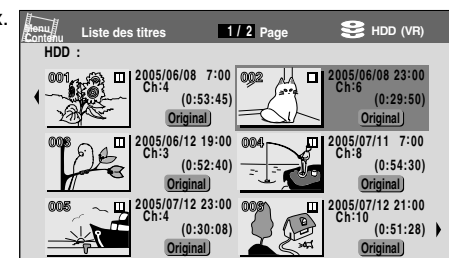 x.
Menu
Contenu
Liste des titres
1 / 2 Page
HDD (VR)
HDD :
001
2005/06/08 7:00
Ch:4
(0:53:45)
Original
002
2005/06/08 23:00
Ch:6
(0:29:50)
Original
003
2005/06/12 19:00
Ch:3
(0:52:40)
Original
004
2005/07/11 7:00
Ch:8
(0:54:30)
Original
005
2005/07/12 23:00
Ch:4
(0:30:08)
Original
006
2005/07/12 21:00
Ch:10
(0:51:28)
Original